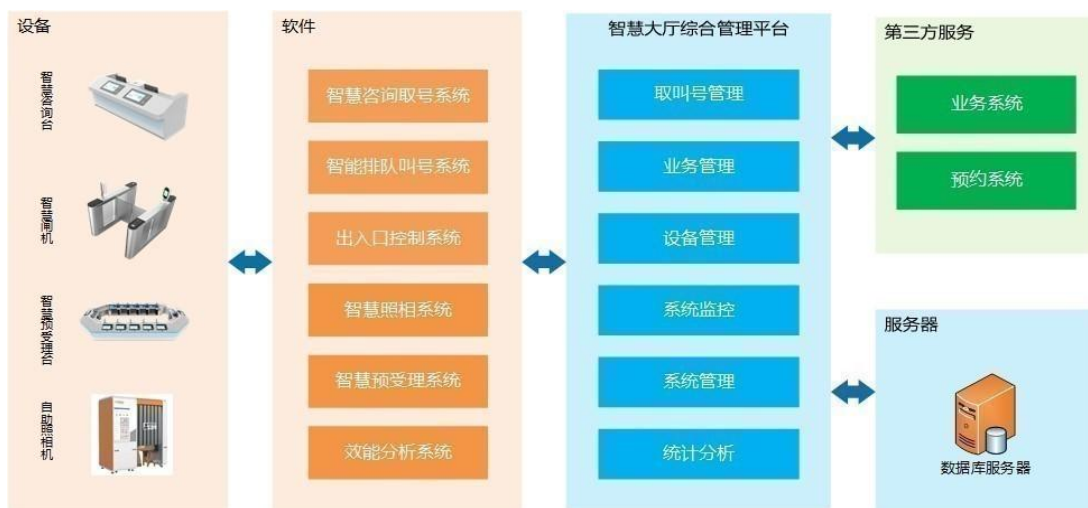 设备
智慧咨询台
智慧闸机
智慧预受理台
自助照相机
软件
智慧咨询取号系统
智能排队叫号系统
出入口控制系统
智慧照相系统
智慧预受理系统
效能分析系统
智慧大厅综合管理平台
取叫号管理
业务管理
设备管理
系统监控
系统管理
统计分析
第三方服务
业务系统
预约系统
服务器
数据库服务器